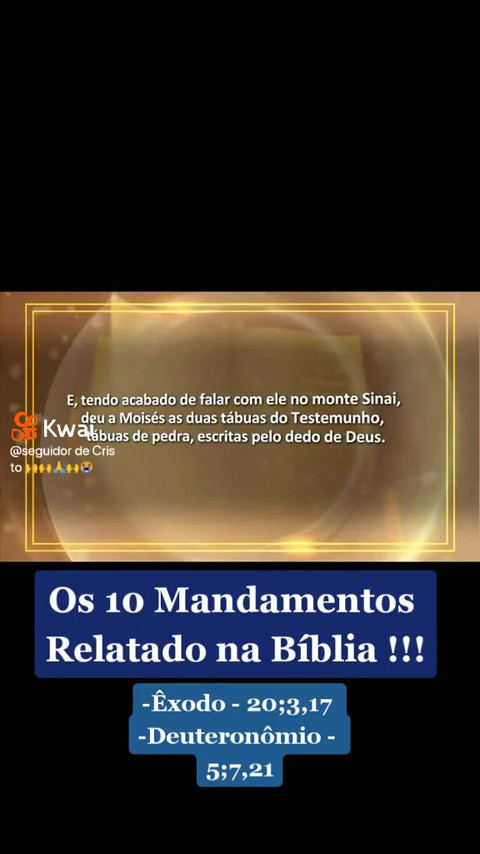 E, tendo acabado de falar com ele no monte Sinai,
deu a Moisés as duas tábuas do Testemunho,
tábuas de pedra, escritas pelo dedo de Deus.
Kwai
@seguidor de Cris
to 🙌🙌🙏🙌😭
Os 10 Mandamentos
Relatado na Bíblia !!!
-Êxodo - 20;3,17
-Deuteronômio -
5;7,21